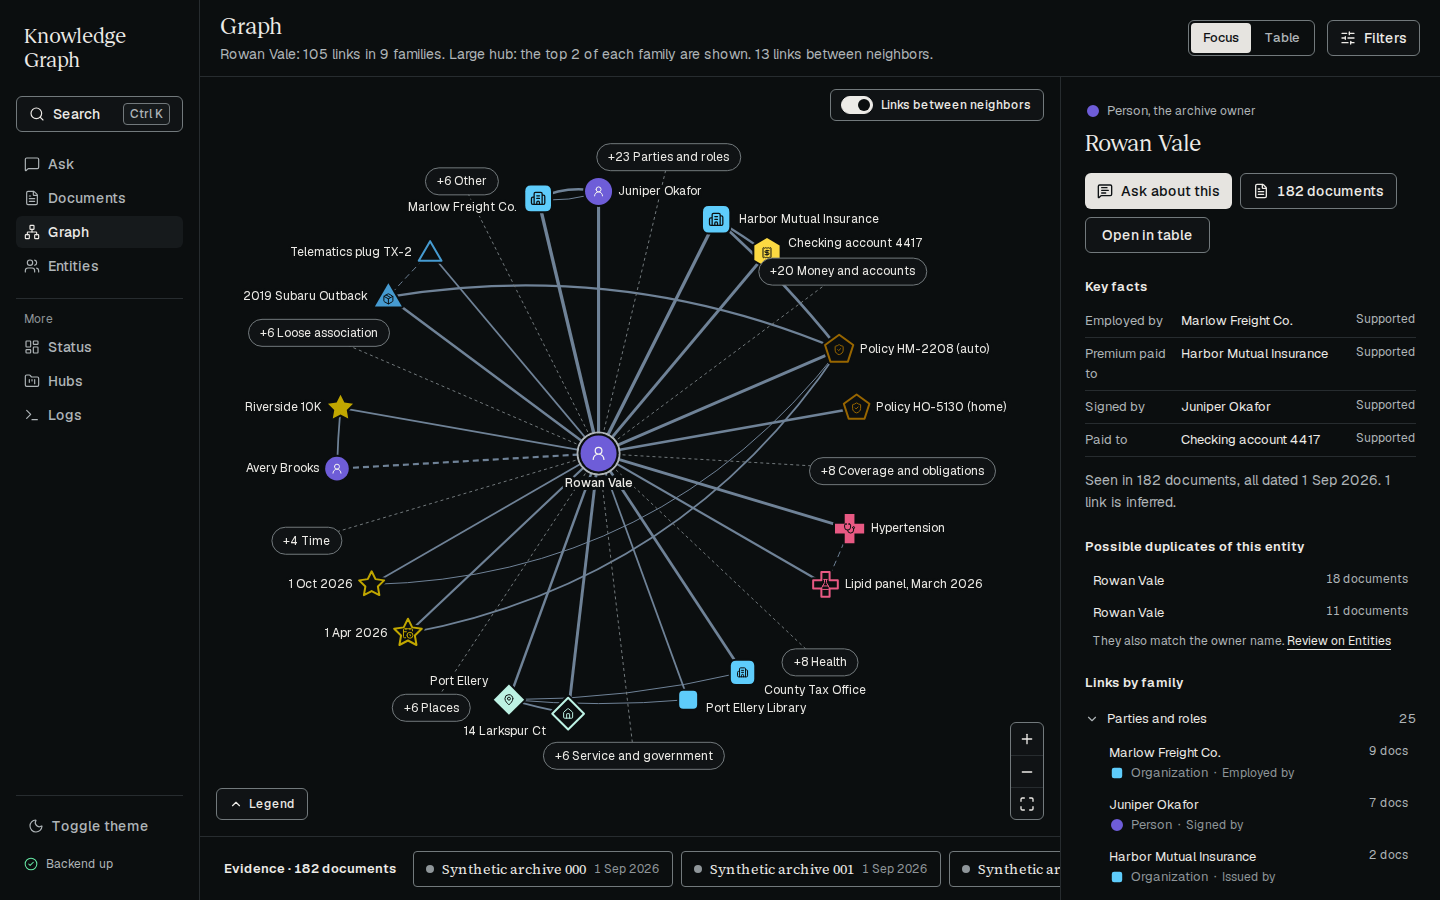 Knowledge
Graph
Search
Ctrl K
Ask
Documents
Graph
Entities
More
Status
Hubs
Logs
Toggle theme
Backend up
Graph
Rowan Vale: 105 links in 9 families. Large hub: the top 2 of each family are shown. 13 links between neighbors.
Focus
Table
Filters
Links between neighbors
+23 Parties and roles
+6 Other
Marlow Freight Co.
Juniper Okafor
Harbor Mutual Insurance
Checking account 4417
Telematics plug TX-2
+20 Money and accounts
2019 Subaru Outback
+6 Loose association
Policy HM-2208 (auto)
Riverside 10K
Policy HO-5130 (home)
Avery Brooks
+8 Coverage and obligations
Rowan Vale
Hypertension
+4 Time
1 Oct 2026
Lipid panel, March 2026
1 Apr 2026
+8 Health
Port Ellery
County Tax Office
+6 Places
Port Ellery Library
14 Larkspur Ct
+6 Service and government
Legend
Evidence · 182 documents
Synthetic archive 000 1 Sep 2026
Synthetic archive 001 1 Sep 2026
Synthetic ar
Person, the archive owner
Rowan Vale
Ask about this
182 documents
Open in table
Key facts
Employed by Marlow Freight Co. Supported
Premium paid Harbor Mutual Insurance Supported
to
Signed by Juniper Okafor Supported
Paid to Checking account 4417 Supported
Seen in 182 documents, all dated 1 Sep 2026. 1
link is inferred.
Possible duplicates of this entity
Rowan Vale 18 documents
Rowan Vale 11 documents
They also match the owner name. Review on Entities
Links by family
Parties and roles 25
Marlow Freight Co. 9 docs
Organization · Employed by
Juniper Okafor 7 docs
Person · Signed by
Harbor Mutual Insurance 2 docs
Organization · Issued by